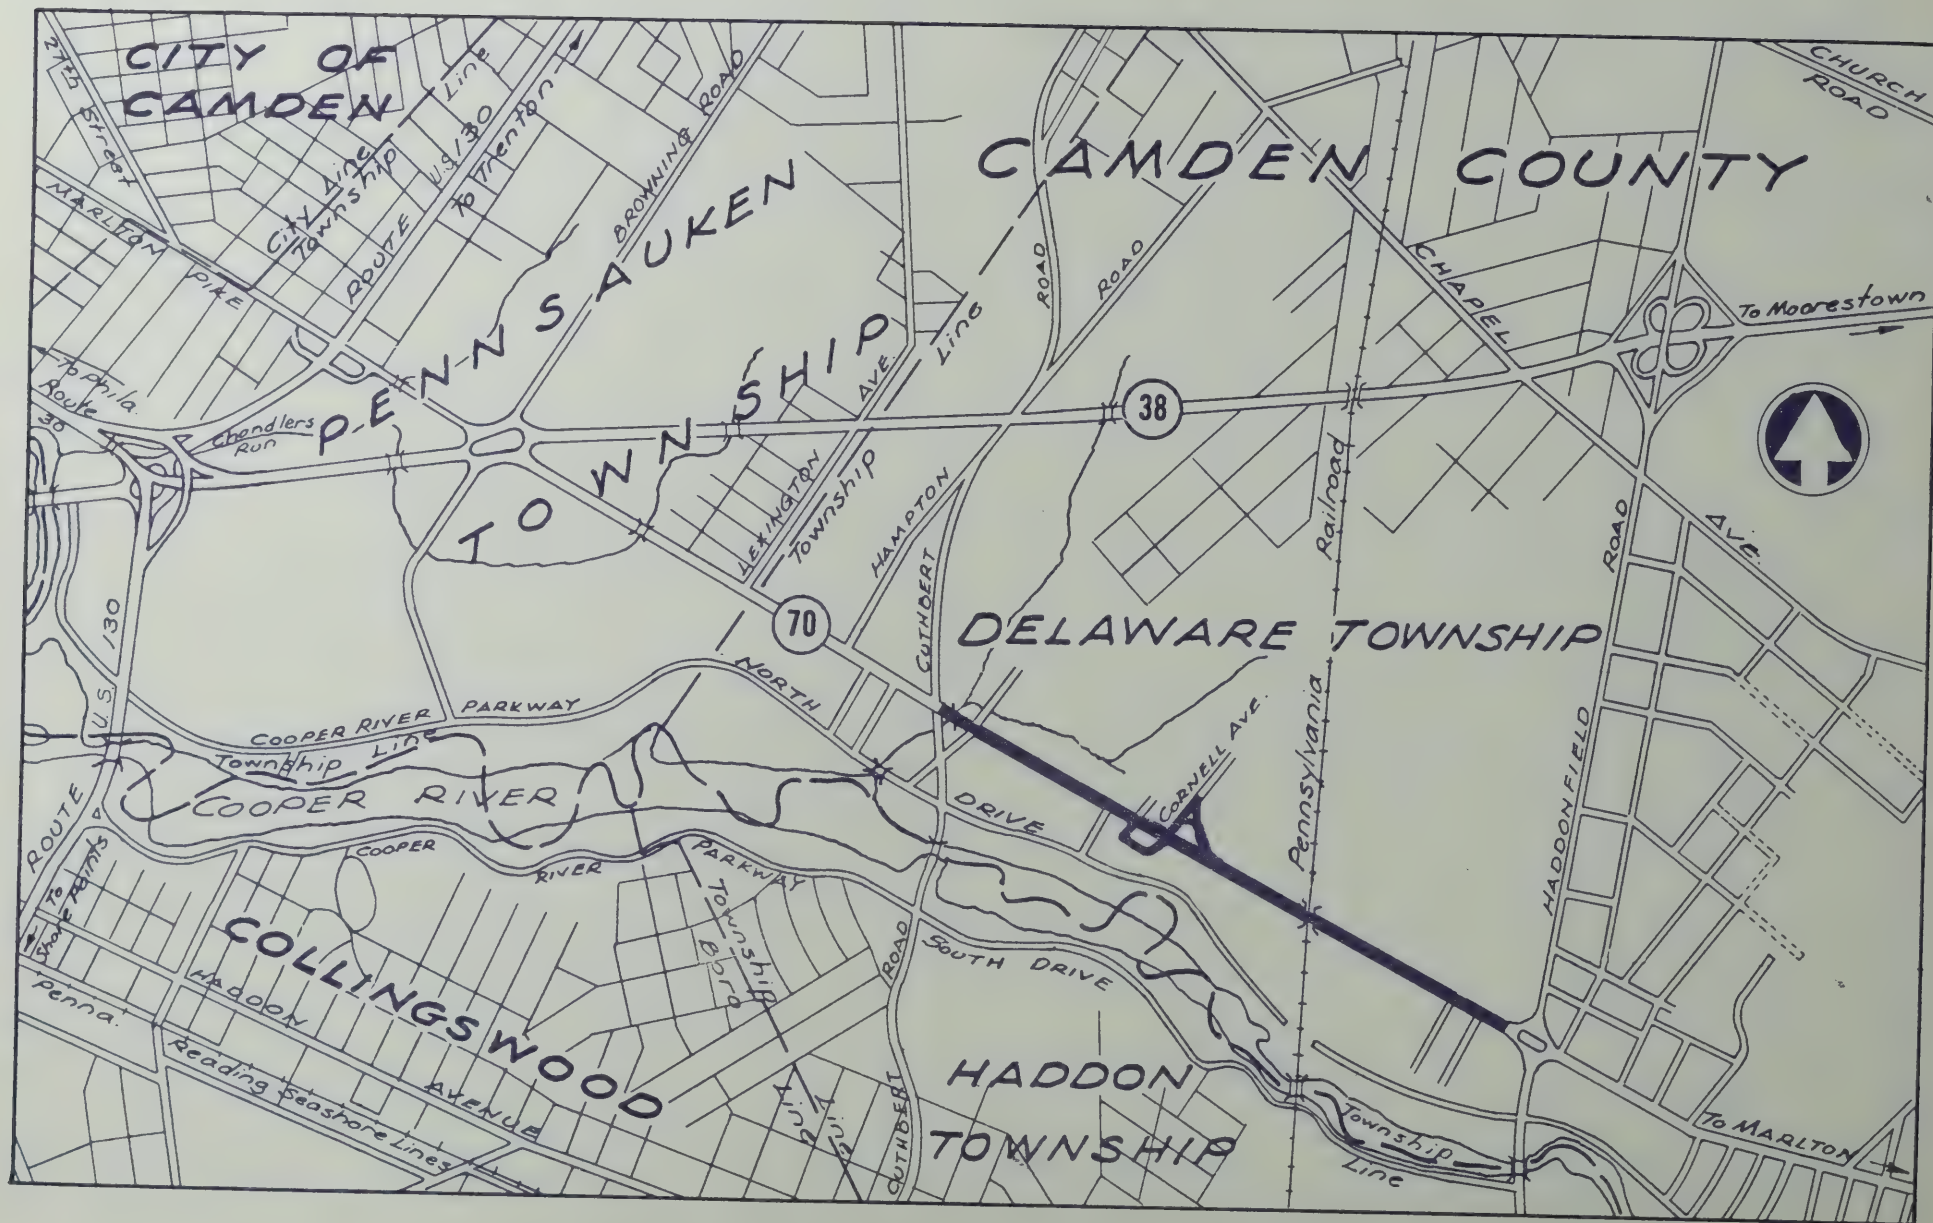 CITY OF
CAMDEN
27th Street
MARLTON PIKE
City Line
Township
City Line
ROUTE U.S. 130
To Trenton
BROWNING ROAD
PENNSAUKEN
TOWNSHIP
CAMDEN COUNTY
CHURCH
ROAD
ROAD
ROAD
CHAPEL AVE.
To Moorestown
To Phila.
Route
30
Chandlers
Run
LEXINGTON AVE.
Township Line
38
HAMPTON
CUTHBERT
Pennsylvania Railroad
HADDONFIELD ROAD
70
DELAWARE TOWNSHIP
CORNELL AVE.
ROUTE U.S. 130
COOPER RIVER PARKWAY
NORTH DRIVE
Township Line
COOPER RIVER
COOPER RIVER PARKWAY
To
Shore Points
COLLINGSWOOD
HADDON AVENUE
Penna. Reading Seashore Lines
Township Line
Boro Line
CUTHBERT ROAD
SOUTH DRIVE
HADDON
TOWNSHIP
Township
Line
To MARLTON